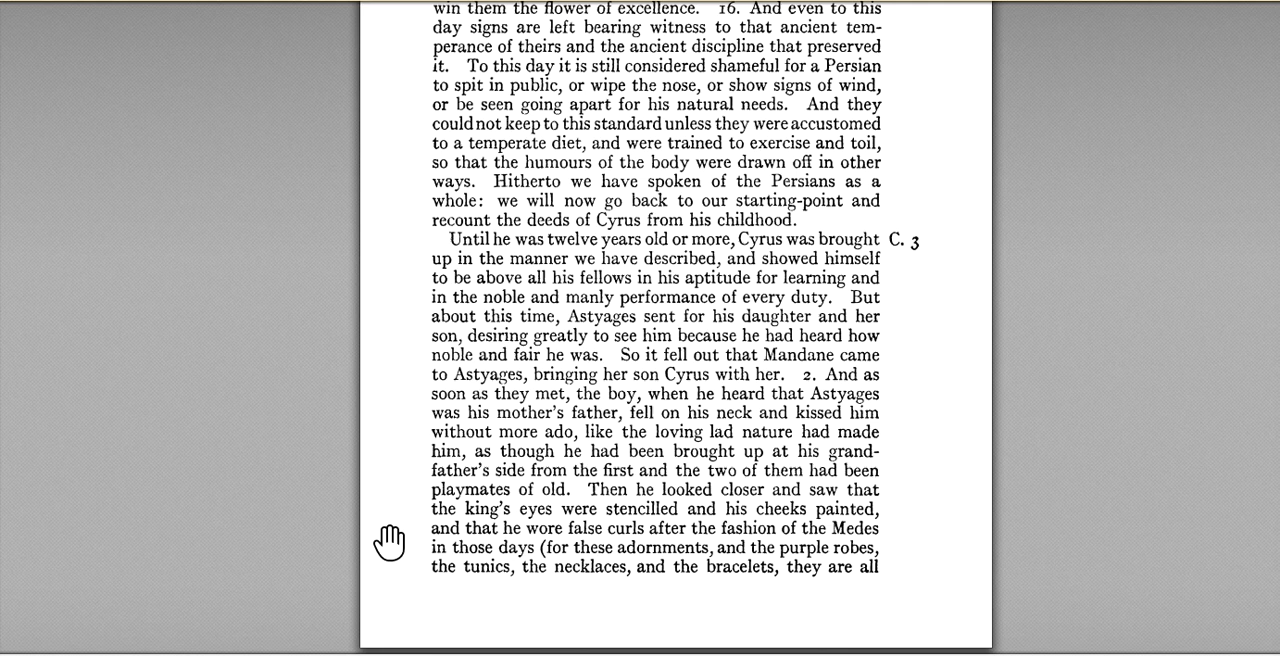 win them the flower of excellence. 16. And even to this
day signs are left bearing witness to that ancient tem-
perance of theirs and the ancient discipline that preserved
it. To this day it is still considered shameful for a Persian
to spit in public, or wipe the nose, or show signs of wind,
or be seen going apart for his natural needs. And they
could not keep to this standard unless they were accustomed
to a temperate diet, and were trained to exercise and toil,
so that the humours of the body were drawn off in other
ways. Hitherto we have spoken of the Persians as a
whole: we will now go back to our starting-point and
recount the deeds of Cyrus from his childhood.
Until he was twelve years old or more, Cyrus was brought C. 3
up in the manner we have described, and showed himself
to be above all his fellows in his aptitude for learning and
in the noble and manly performance of every duty. But
about this time, Astyages sent for his daughter and her
son, desiring greatly to see him because he had heard how
noble and fair he was. So it fell out that Mandane came
to Astyages, bringing her son Cyrus with her. 2. And as
soon as they met, the boy, when he heard that Astyages
was his mother's father, fell on his neck and kissed him
without more ado, like the loving lad nature had made
him, as though he had been brought up at his grand-
father's side from the first and the two of them had been
playmates of old. Then he looked closer and saw that
the king's eyes were stencilled and his cheeks painted,
and that he wore false curls after the fashion of the Medes
in those days (for these adornments, and the purple robes,
the tunics, the necklaces, and the bracelets, they are all